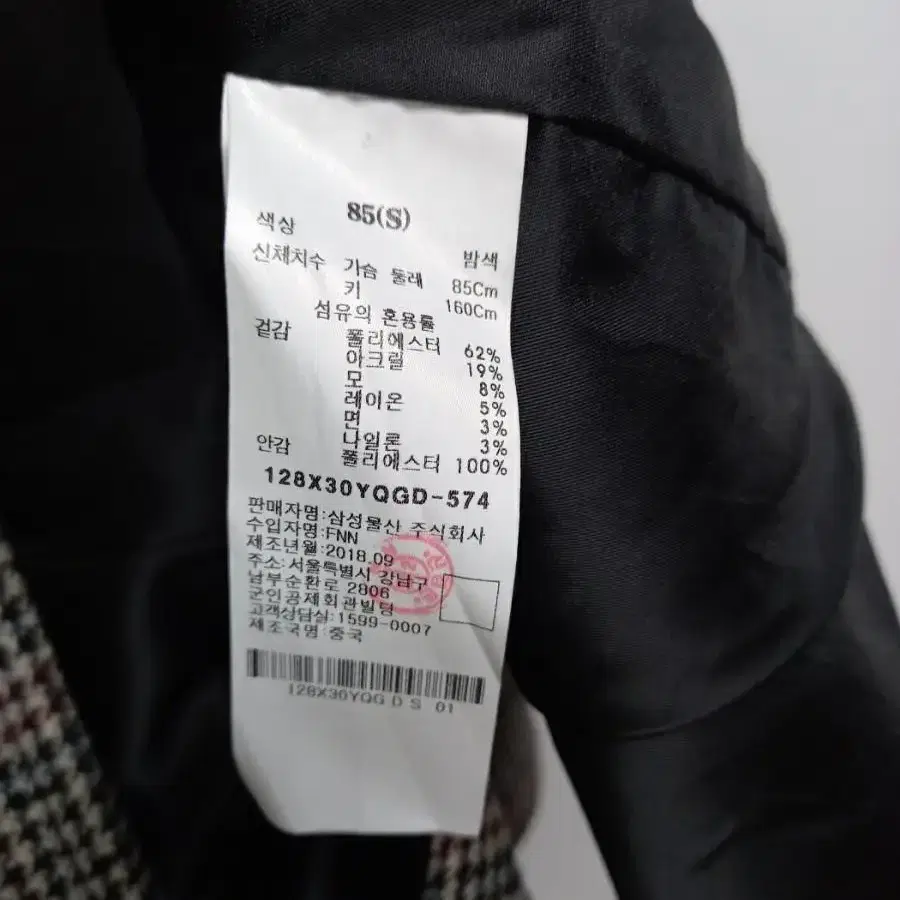 85(S)
색상 밤색
신체치수 가슴 둘레 85Cm
키 160Cm
섬유의 혼용률
겉감 폴리에스터 62%
아크릴 19%
모 8%
레이온 5%
면 3%
나일론 3%
안감 폴리에스터 100%
128X30YQGD-574
판매자명:삼성물산 주식회사
수입자명:FNN
제조년월:2018.09
주소:서울특별시 강남구
남부순환로 2806
군인공제회관빌딩
고객상담실:1599-0007
제조국명:중국
128X30YQG D S 01